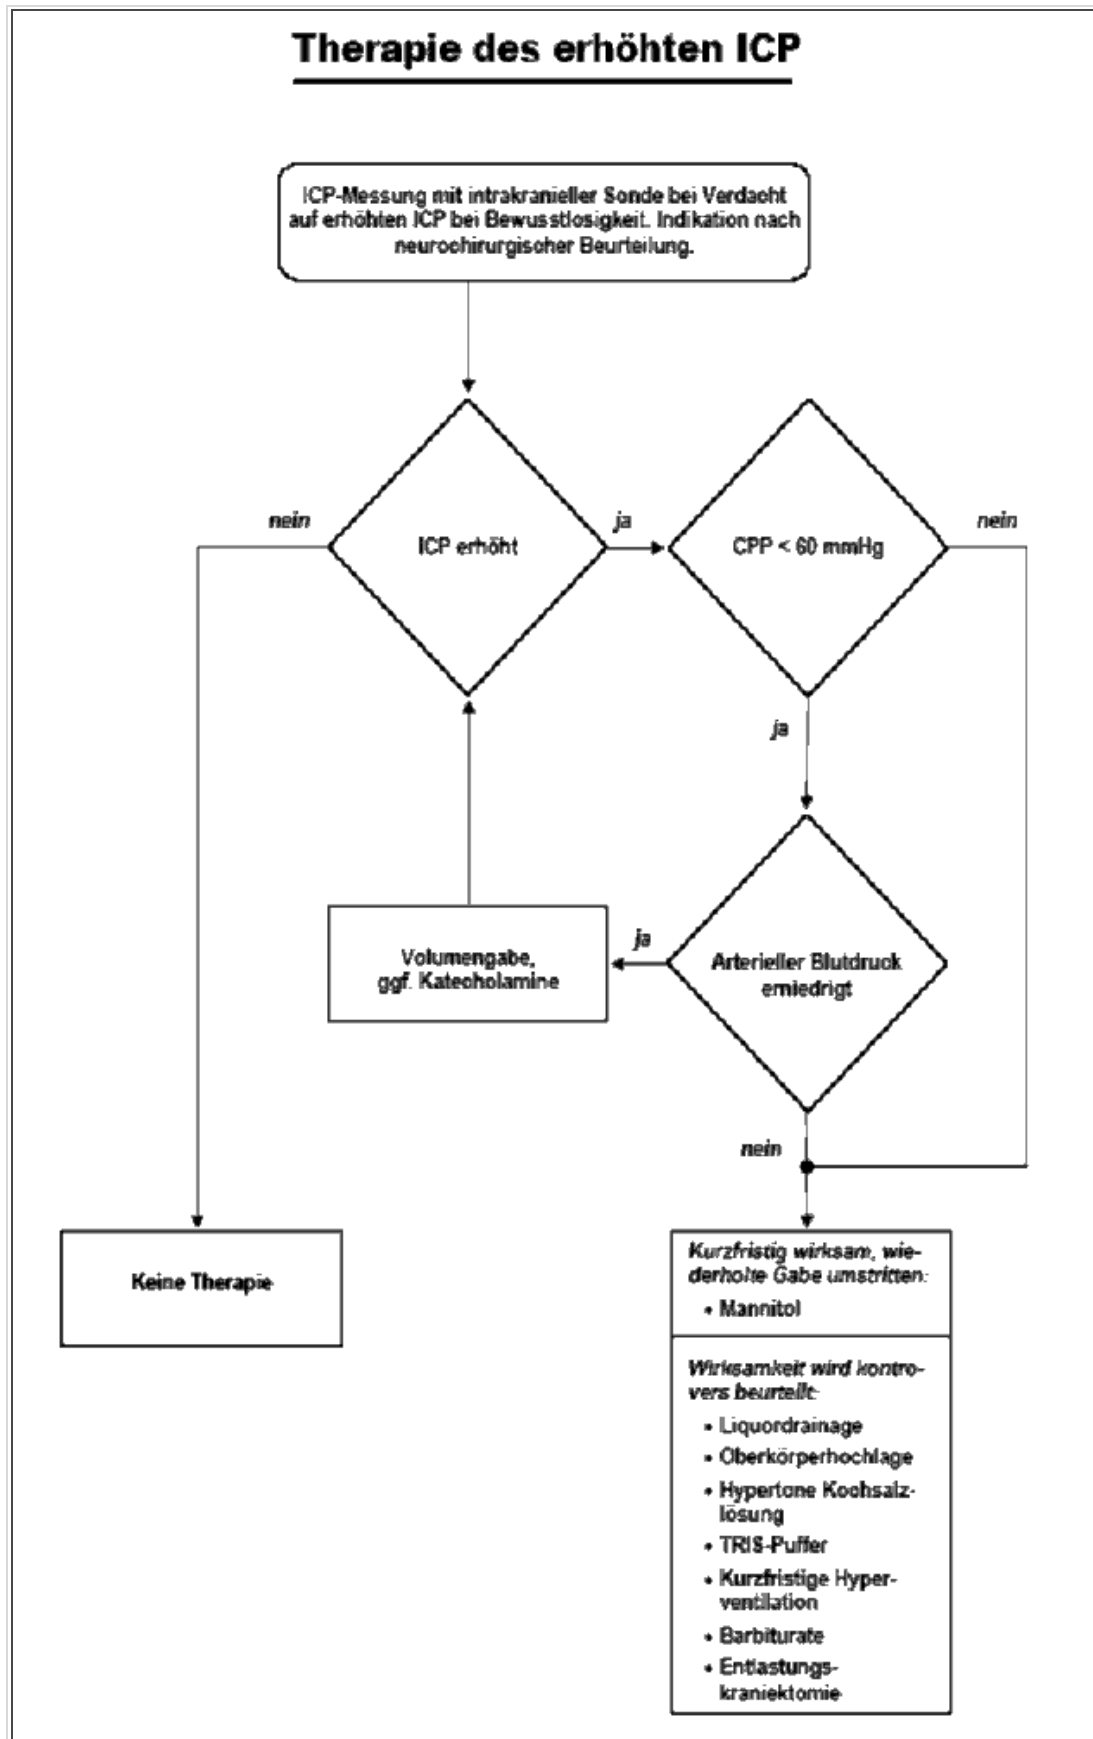 Therapie des erhöhten ICP
ICP-Messung mit intrakranieller Sonde bei Verdacht
auf erhöhten ICP bei Bewusstlosigkeit. Indikation nach
neurochirurgischer Beurteilung.
nein
ICP erhöht
ja
CPP < 60 mmHg
nein
ja
Volumengabe,
ggf. Katecholamine
ja
Arterieller Blutdruck
erniedrigt
nein
Keine Therapie
Kurzfristig wirksam, wie-
derholte Gabe umstritten:
• Mannitol
Wirksamkeit wird kontro-
vers beurteilt:
• Liquordrainage
• Oberkörperhochlage
• Hypertone Kochsalz-
lösung
• TRIS-Puffer
• Kurzfristige Hyper-
ventilation
• Barbiturate
• Entlastungs-
kraniektomie